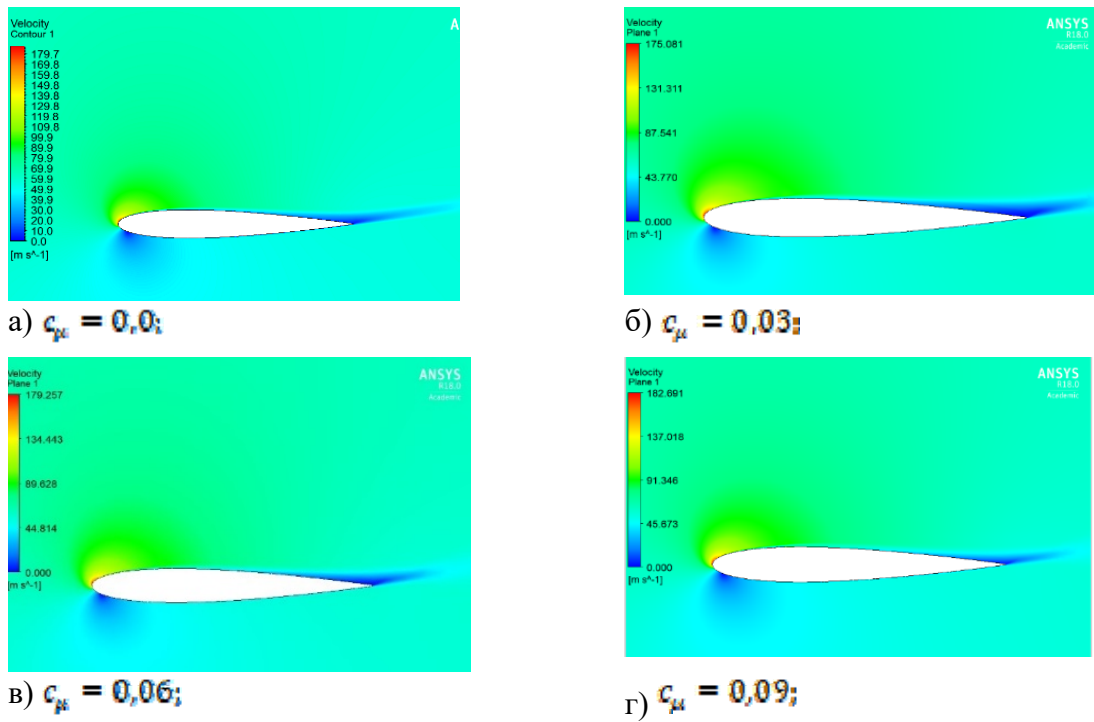 Velocity
Contour 1
179.7
169.8
159.8
149.8
139.8
129.8
119.8
109.8
99.9
89.9
79.9
69.9
59.9
49.9
39.9
30.0
20.0
10.0
0.0
[m s^-1]
A
а) cμ = 0,0;
Velocity
Plane 1
175.081
131.311
87.541
43.770
0.000
[m s^-1]
ANSYS
R18.0
Academic
б) cμ = 0,03;
Velocity
Plane 1
179.257
134.443
89.628
44.814
0.000
[m s^-1]
ANSYS
R18.0
Academic
в) cμ = 0,06;
Velocity
Plane 1
182.691
137.018
91.346
45.673
0.000
[m s^-1]
ANSYS
R18.0
Academic
г) cμ = 0,09;